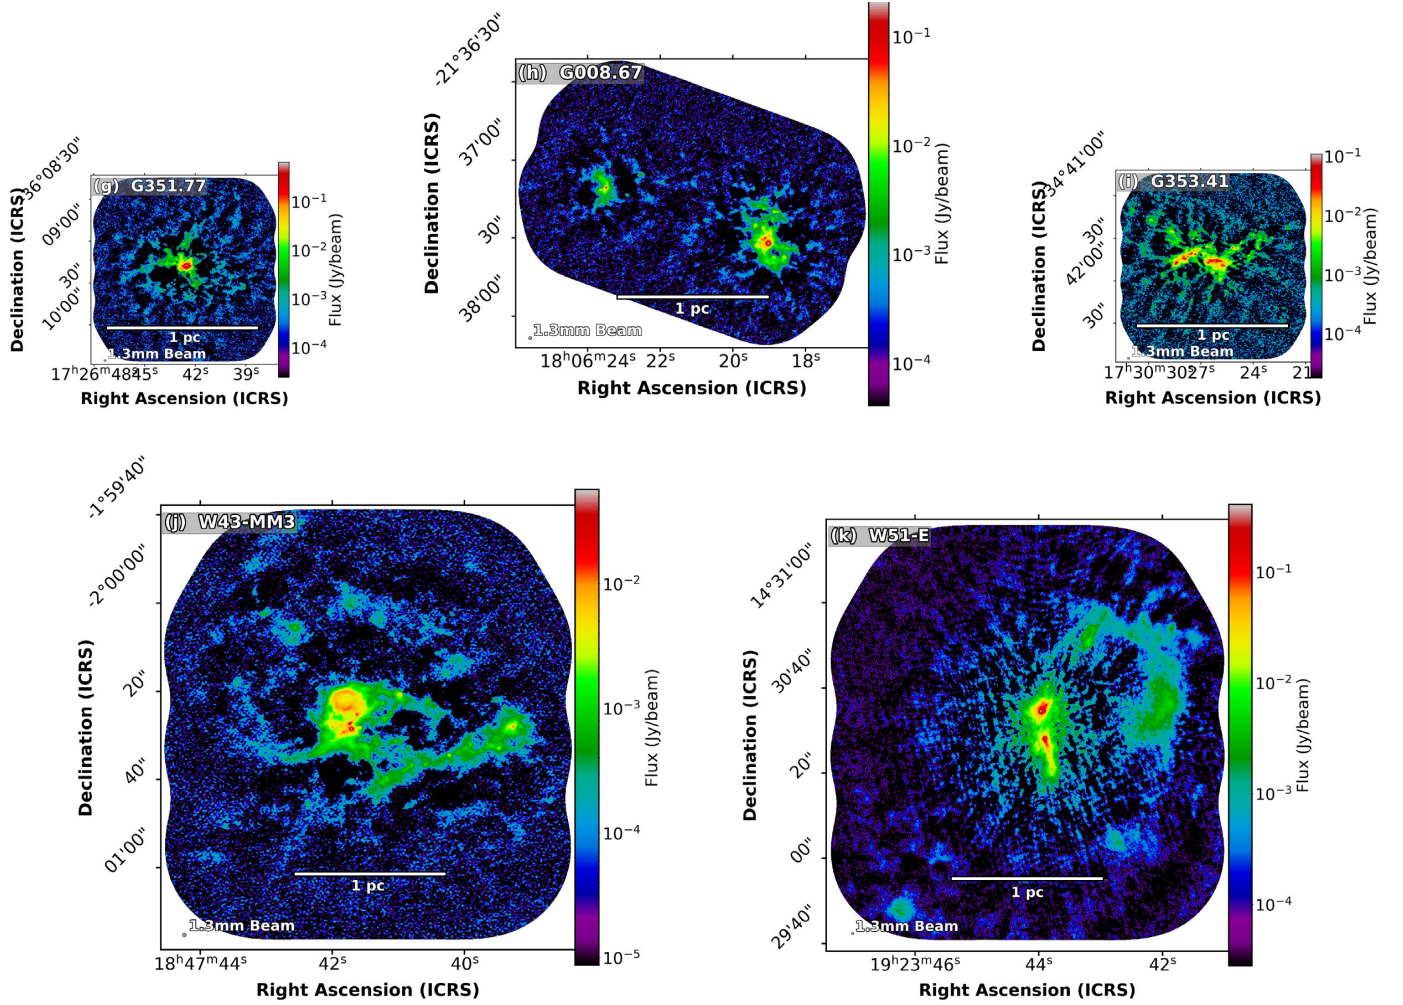 (g) G351.77
-36°08'30"
09'00"
30"
10'00"
Declination (ICRS)
1 pc
1.3mm Beam
17ʰ26ᵐ48ˢ 45ˢ 42ˢ 39ˢ
Right Ascension (ICRS)
10⁻¹
10⁻²
10⁻³
10⁻⁴
Flux (Jy/beam)
(h) G008.67
-21°36'30"
37'00"
30"
38'00"
Declination (ICRS)
1 pc
1.3mm Beam
18ʰ06ᵐ24ˢ 22ˢ 20ˢ 18ˢ
Right Ascension (ICRS)
10⁻¹
10⁻²
10⁻³
10⁻⁴
Flux (Jy/beam)
(i) G353.41
-34°41'00"
30"
42'00"
30"
Declination (ICRS)
1 pc
1.3mm Beam
17ʰ30ᵐ30ˢ 27ˢ 24ˢ 21ˢ
Right Ascension (ICRS)
10⁻¹
10⁻²
10⁻³
10⁻⁴
Flux (Jy/beam)
(j) W43-MM3
-1°59'40"
-2°00'00"
20"
40"
01'00"
Declination (ICRS)
1 pc
1.3mm Beam
18ʰ47ᵐ44ˢ 42ˢ 40ˢ
Right Ascension (ICRS)
10⁻²
10⁻³
10⁻⁴
10⁻⁵
Flux (Jy/beam)
(k) W51-E
14°31'00"
30'40"
20"
00"
29'40"
Declination (ICRS)
1 pc
1.3mm Beam
19ʰ23ᵐ46ˢ 44ˢ 42ˢ
Right Ascension (ICRS)
10⁻¹
10⁻²
10⁻³
10⁻⁴
Flux (Jy/beam)